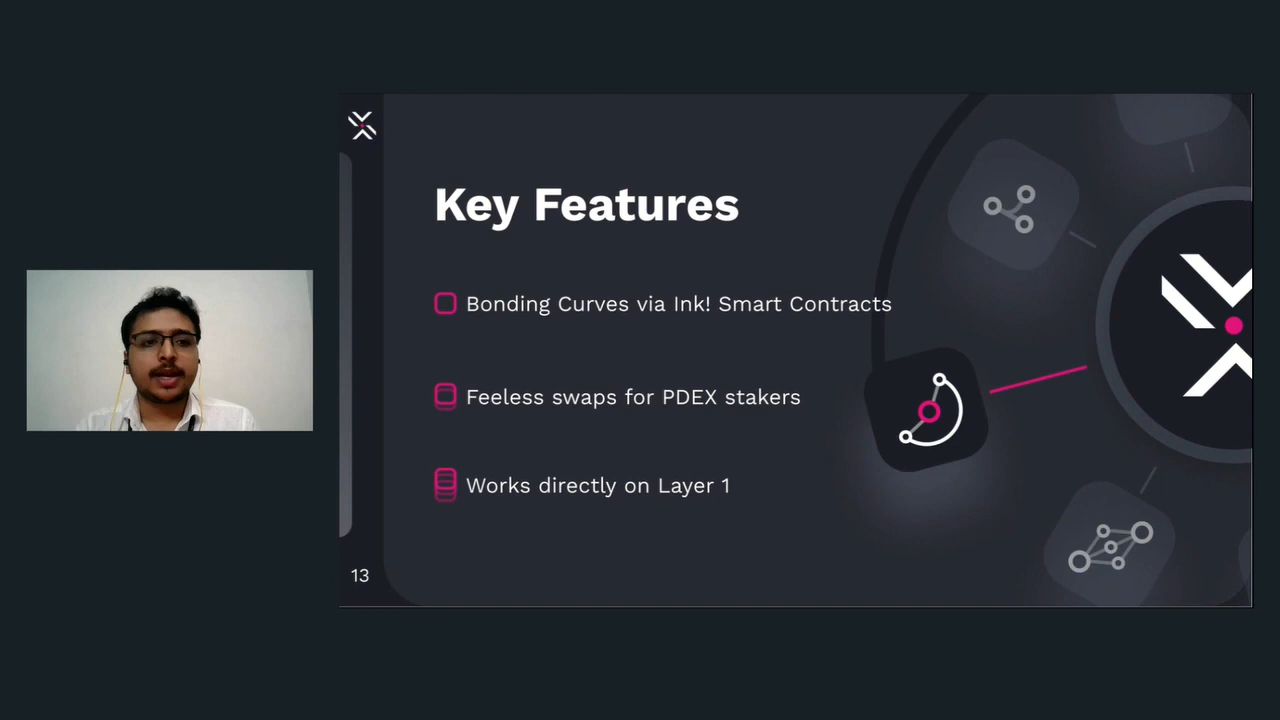 Key Features
Bonding Curves via Ink! Smart Contracts
Feeless swaps for PDEX stakers
Works directly on Layer 1
13